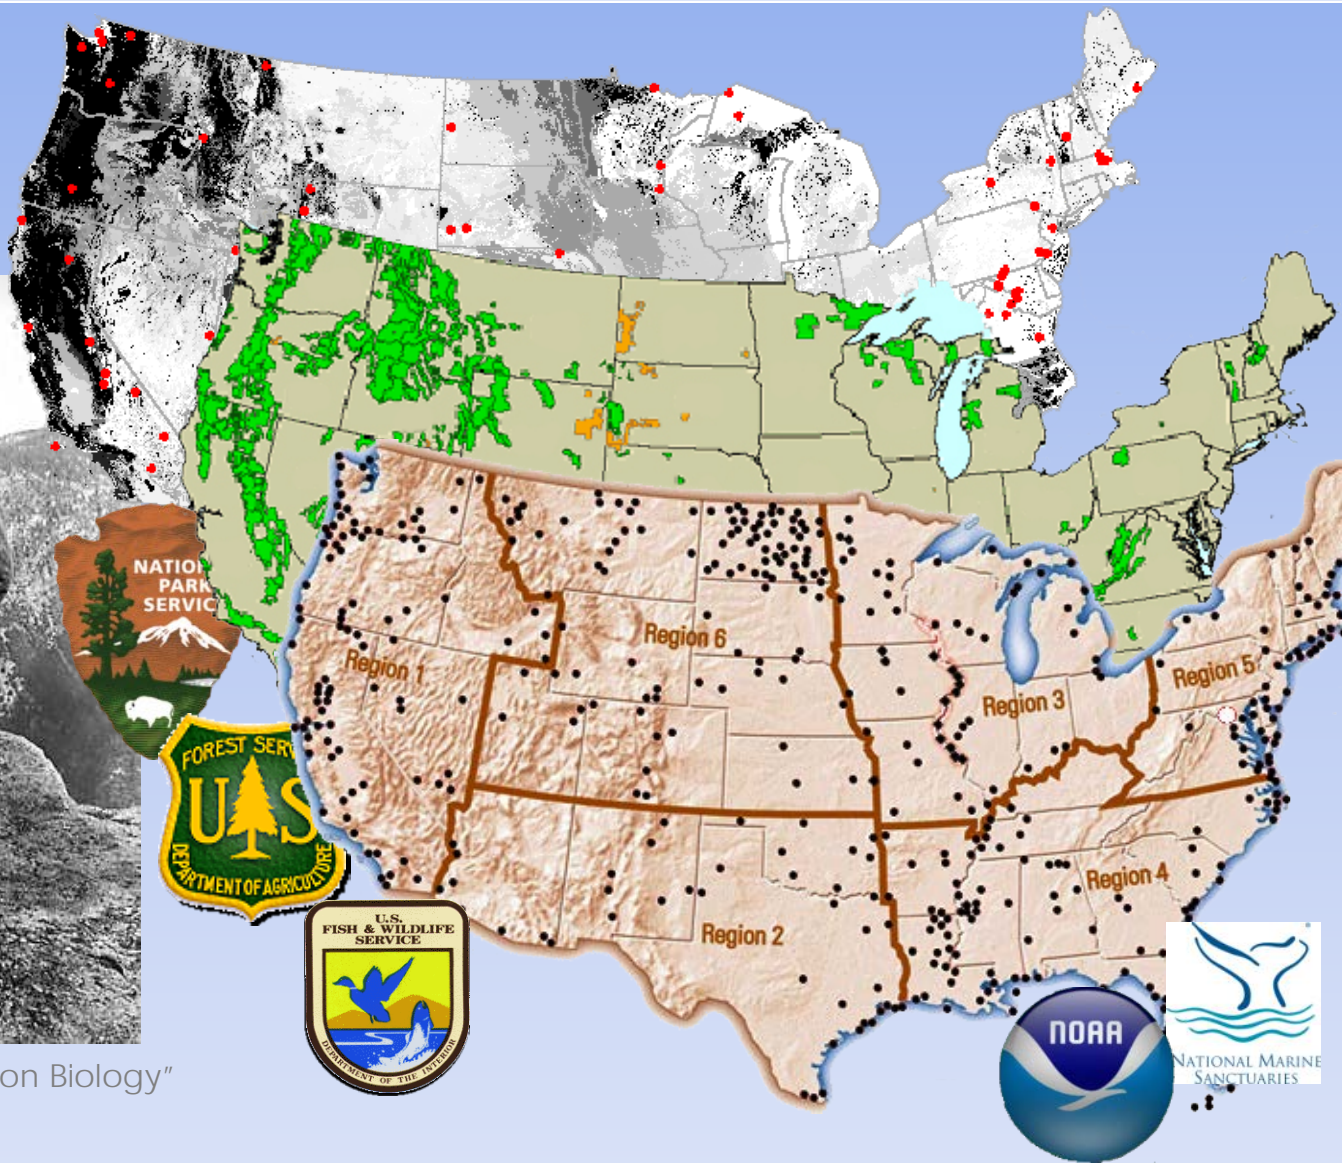 NATIO
PARK
SERVIC
FOREST SERV
US
DEPARTMENT OF AGRICULTURE
U.S.
FISH & WILDLIFE
SERVICE
DEPARTMENT OF THE INTERIOR
Region 6
Region 1
Region 3
Region 5
Region 4
Region 2
NOAA
NATIONAL MARINE
SANCTUARIES
on Biology”